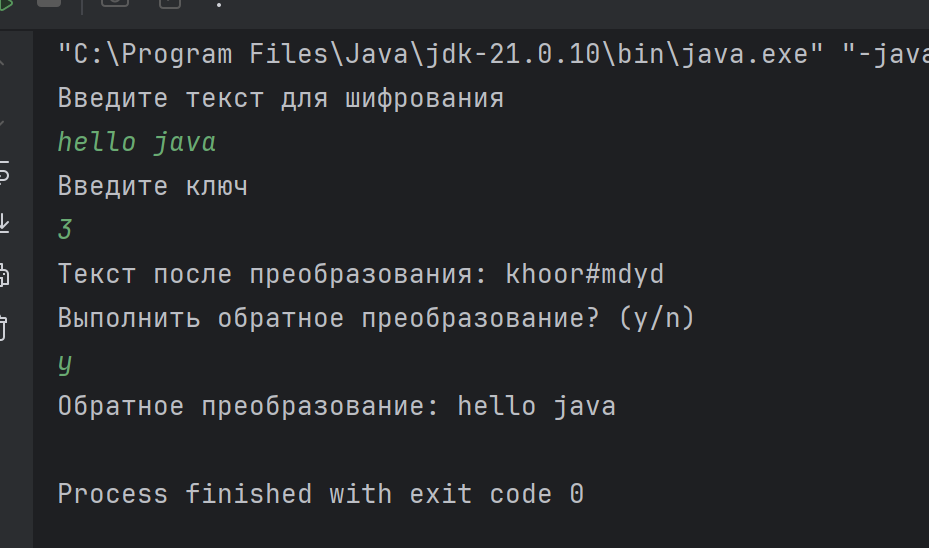 "C:\Program Files\Java\jdk-21.0.10\bin\java.exe" "-java
Введите текст для шифрования
hello java
Введите ключ
3
Текст после преобразования: khoor#mdyd
Выполнить обратное преобразование? (y/n)
y
Обратное преобразование: hello java
Process finished with exit code 0